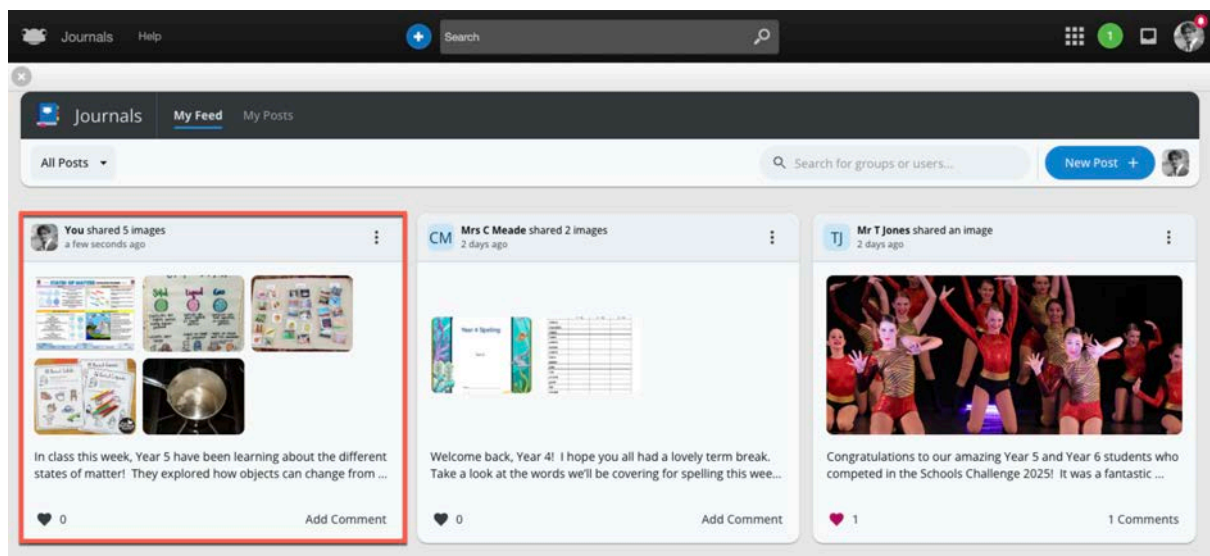 Journals Help Search 1
Journals My Feed My Posts
All Posts Search for groups or users... New Post +
You shared 5 images
a few seconds ago
STATES OF MATTER
Solid Liquid Gas
In class this week, Year 5 have been learning about the different
states of matter! They explored how objects can change from ...
0 Add Comment
CM Mrs C Meade shared 2 images
2 days ago
Year 4 Spelling
Welcome back, Year 4! I hope you all had a lovely term break.
Take a look at the words we'll be covering for spelling this wee...
0 Add Comment
TJ Mr T Jones shared an image
2 days ago
Congratulations to our amazing Year 5 and Year 6 students who
competed in the Schools Challenge 2025! It was a fantastic ...
1 1 Comments